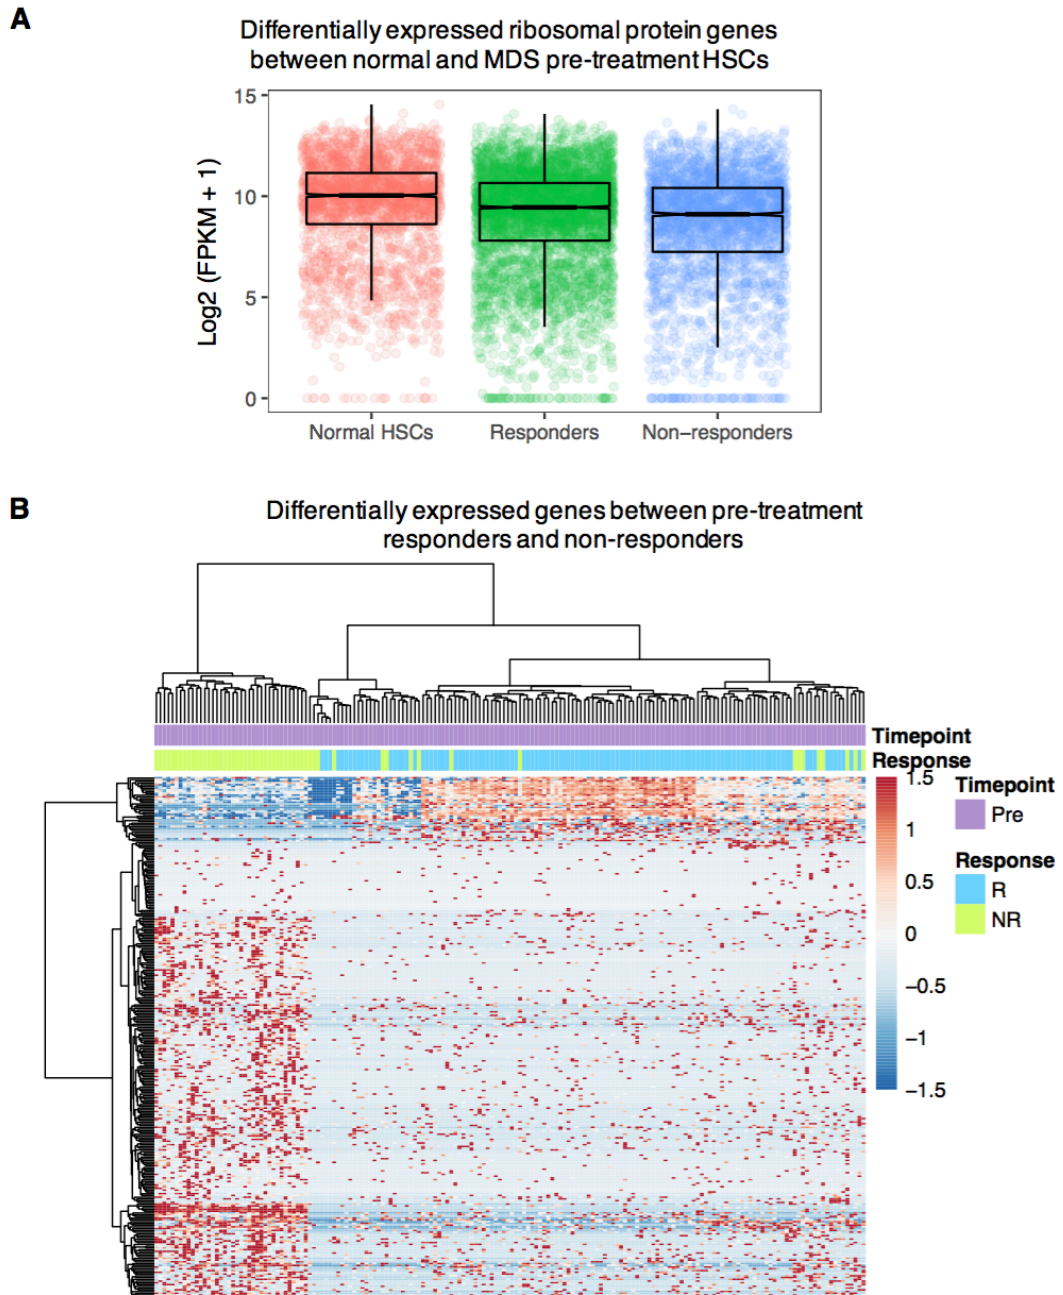 A
Differentially expressed ribosomal protein genes
between normal and MDS pre-treatment HSCs
Log2 (FPKM + 1)
15
10
5
0
Normal HSCs
Responders
Non−responders
B
Differentially expressed genes between pre-treatment
responders and non-responders
Timepoint
Response
1.5
1
0.5
0
−0.5
−1
−1.5
Timepoint
Pre
Response
R
NR